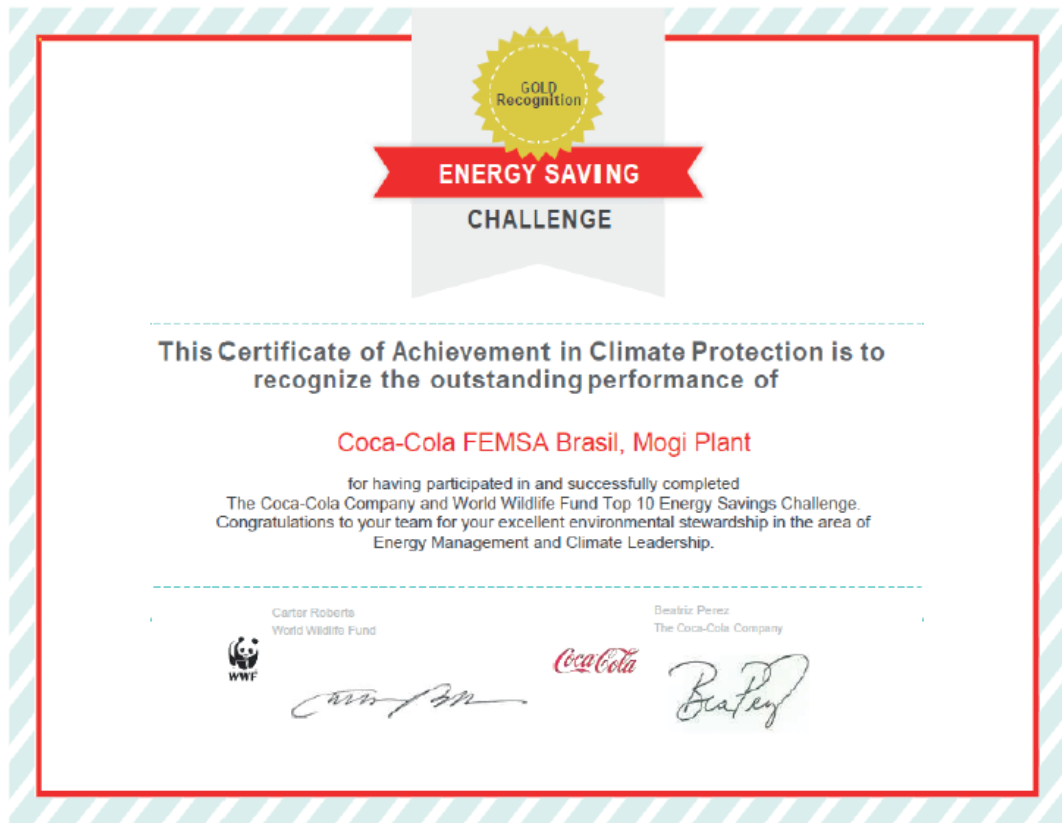 GOLD
Recognition
ENERGY SAVING
CHALLENGE
This Certificate of Achievement in Climate Protection is to
recognize the outstanding performance of
Coca-Cola FEMSA Brasil, Mogi Plant
for having participated in and successfully completed
The Coca-Cola Company and World Wildlife Fund Top 10 Energy Savings Challenge.
Congratulations to your team for your excellent environmental stewardship in the area of
Energy Management and Climate Leadership.
Carter Roberts
World Wildlife Fund
WWF
Beatriz Perez
The Coca-Cola Company
Coca-Cola
Bea Perez